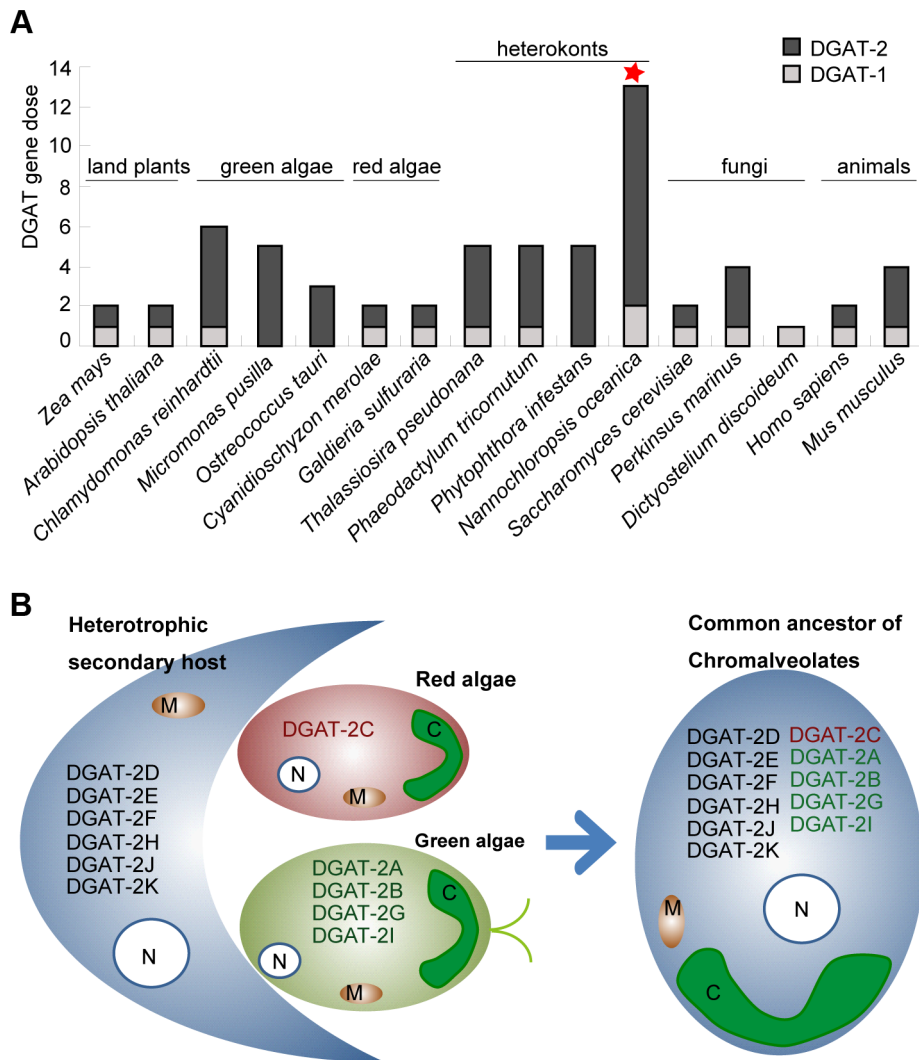 A
heterokonts
DGAT-2
DGAT-1
14
12
10
8
6
4
2
0
DGAT gene dose
land plants
green algae
red algae
fungi
animals
Zea mays
Arabidopsis thaliana
Chlamydomonas reinhardtii
Micromonas pusilla
Ostreococcus tauri
Cyanidioschyzon merolae
Galdieria sulfuraria
Thalassiosira pseudonana
Phaeodactylum tricornutum
Phytophthora infestans
Nannochloropsis oceanica
Saccharomyces cerevisiae
Perkinsus marinus
Dictyostelium discoideum
Homo sapiens
Mus musculus
B
Heterotrophic
secondary host
M
DGAT-2D
DGAT-2E
DGAT-2F
DGAT-2H
DGAT-2J
DGAT-2K
N
Red algae
DGAT-2C
C
N
M
Green algae
DGAT-2A
DGAT-2B
DGAT-2G
DGAT-2I
C
N
M
Common ancestor of
Chromalveolates
DGAT-2D
DGAT-2E
DGAT-2F
DGAT-2H
DGAT-2J
DGAT-2K
DGAT-2C
DGAT-2A
DGAT-2B
DGAT-2G
DGAT-2I
M
N
C